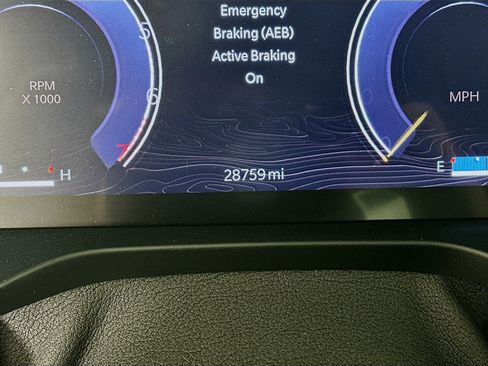 Emergency
Braking (AEB)
Active Braking
On
5
6
7
RPM
X 1000
MPH
H
E
28759 mi